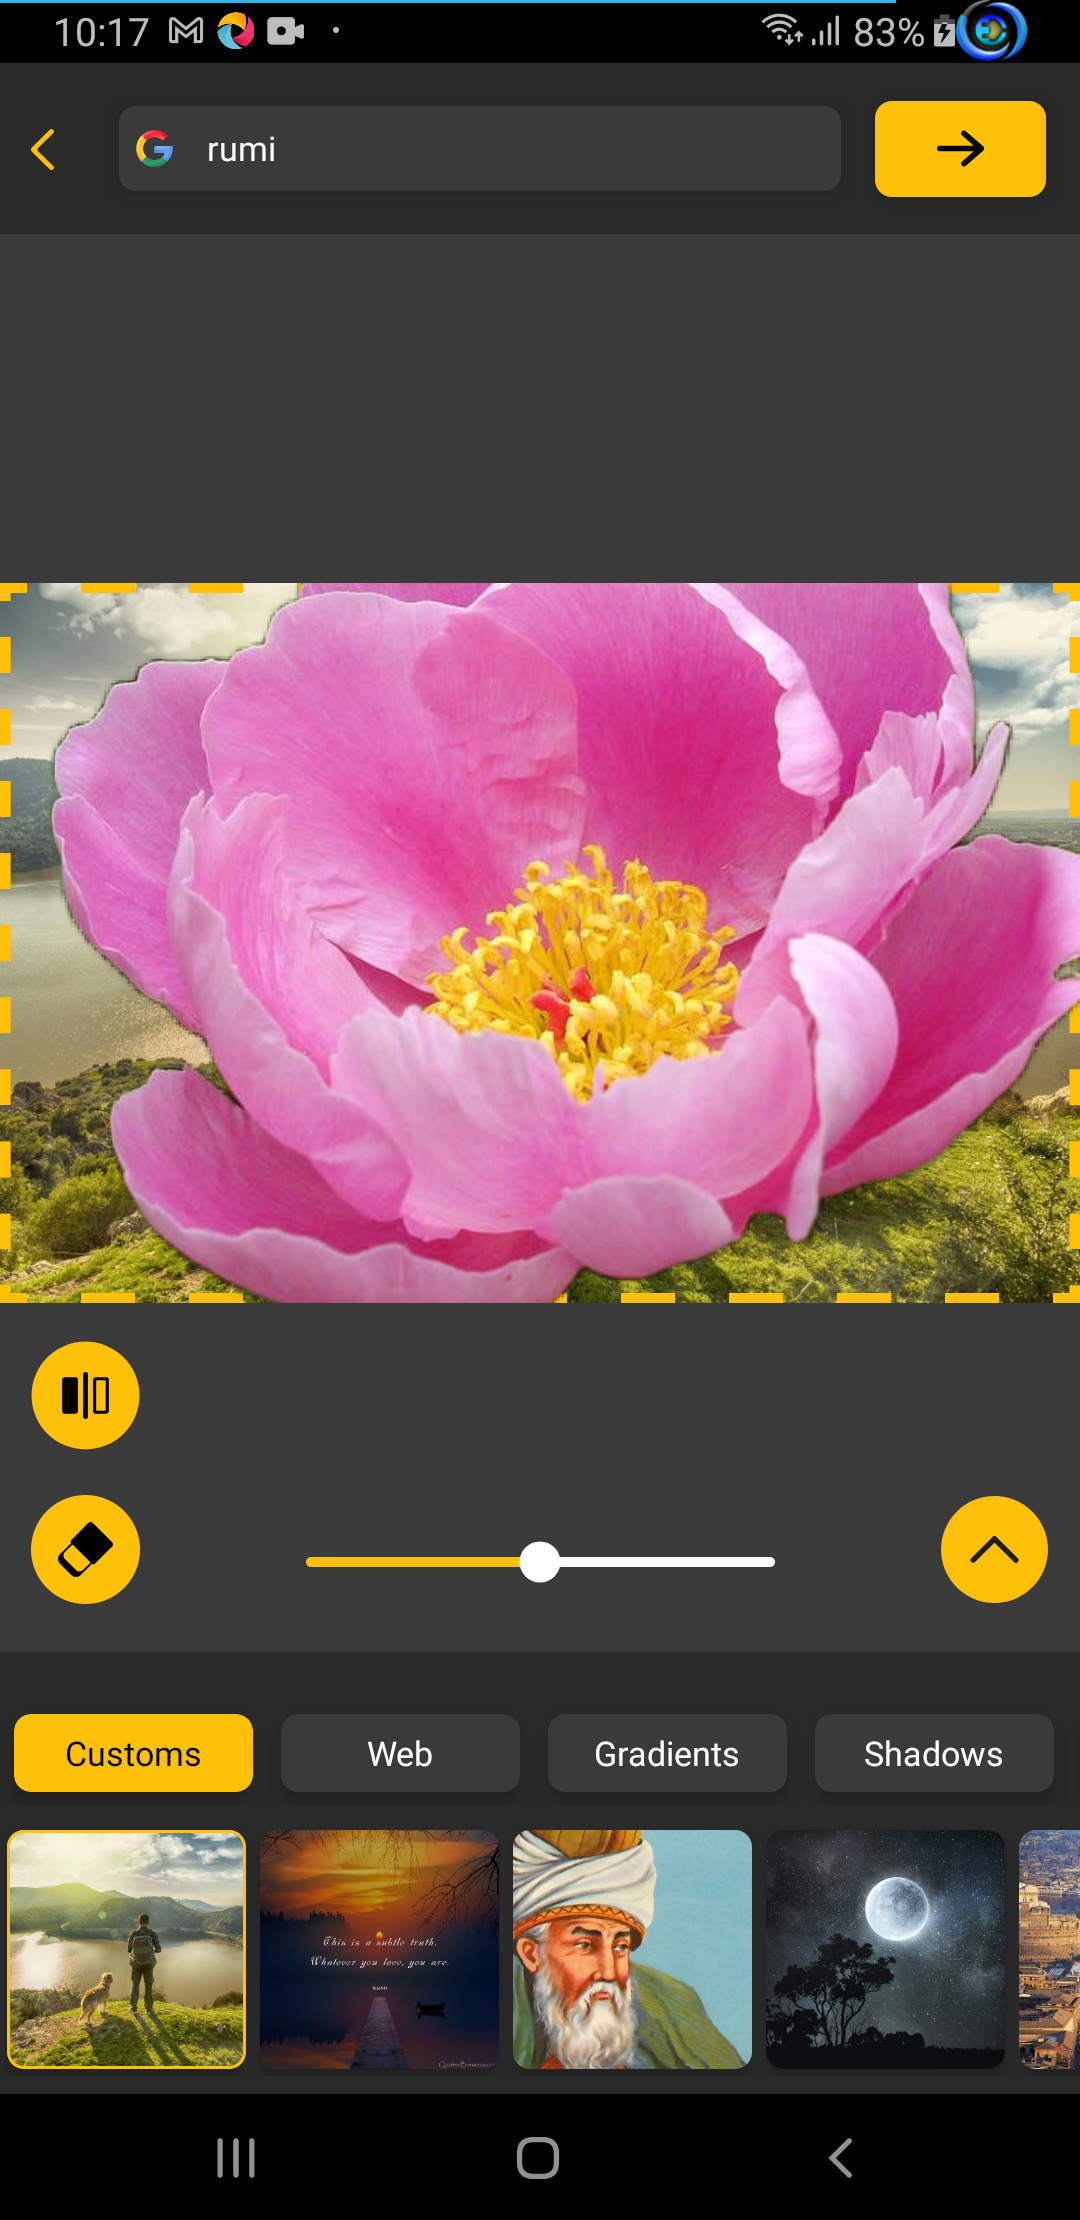 10:17
83%
rumi
Customs
Web
Gradients
Shadows
This is a subtle truth.
Whatever you love, you are.
RUMI